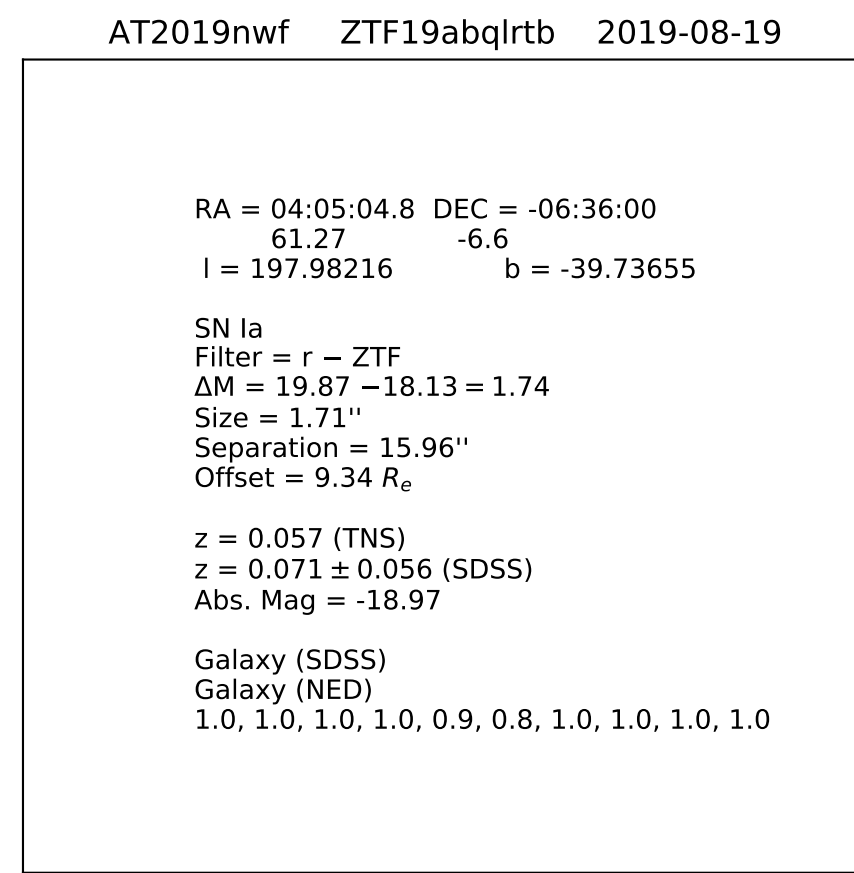 AT2019nwf ZTF19abqlrtb 2019-08-19
RA = 04:05:04.8 DEC = -06:36:00
61.27 -6.6
l = 197.98216 b = -39.73655
SN Ia
Filter = r − ZTF
ΔM = 19.87 −18.13 = 1.74
Size = 1.71''
Separation = 15.96''
Offset = 9.34 Rₑ
z = 0.057 (TNS)
z = 0.071 ± 0.056 (SDSS)
Abs. Mag = -18.97
Galaxy (SDSS)
Galaxy (NED)
1.0, 1.0, 1.0, 1.0, 0.9, 0.8, 1.0, 1.0, 1.0, 1.0